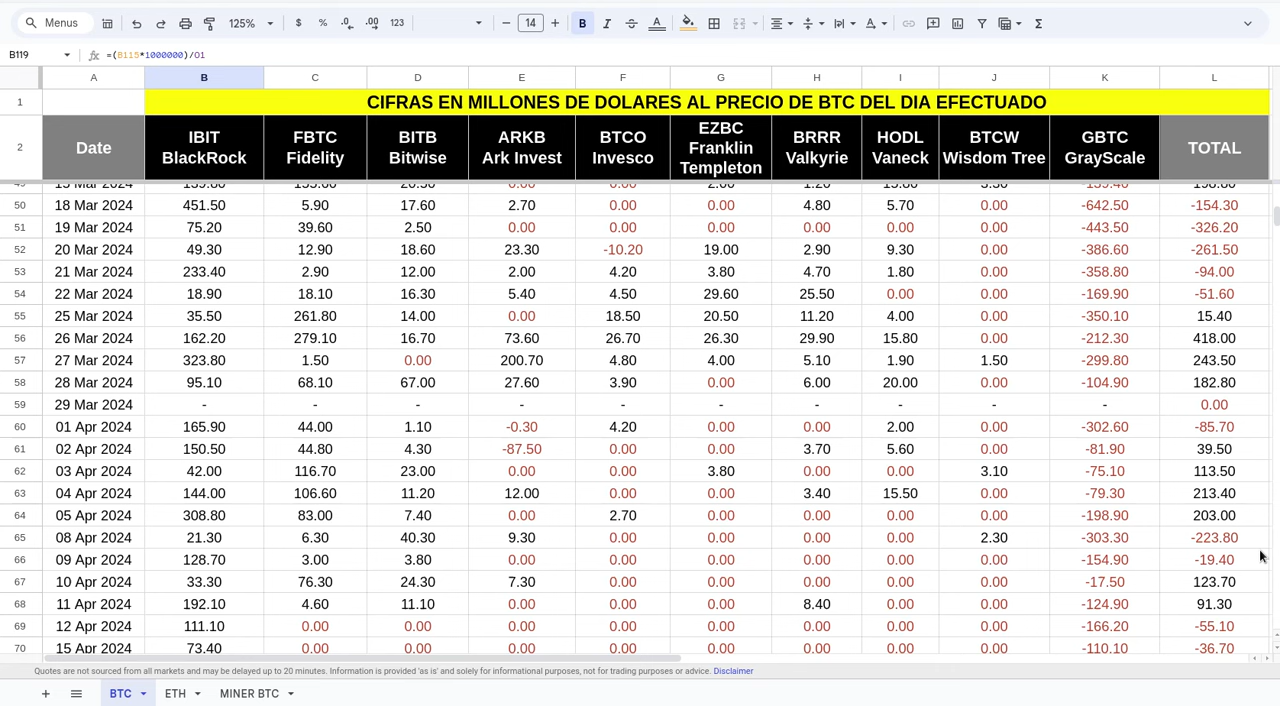 Menus 125% $ % .0 .00 123 14 B I S A A Σ
B119 fx =(B115*1000000)/O1
A B C D E F G H I J K L
1 CIFRAS EN MILLONES DE DOLARES AL PRECIO DE BTC DEL DIA EFECTUADO
2 Date IBIT BlackRock FBTC Fidelity BITB Bitwise ARKB Ark Invest BTCO Invesco EZBC Franklin Templeton BRRR Valkyrie HODL Vaneck BTCW Wisdom Tree GBTC GrayScale TOTAL
50 18 Mar 2024 451.50 5.90 17.60 2.70 0.00 0.00 4.80 5.70 0.00 -642.50 -154.30
51 19 Mar 2024 75.20 39.60 2.50 0.00 0.00 0.00 0.00 0.00 0.00 -443.50 -326.20
52 20 Mar 2024 49.30 12.90 18.60 23.30 -10.20 19.00 2.90 9.30 0.00 -386.60 -261.50
53 21 Mar 2024 233.40 2.90 12.00 2.00 4.20 3.80 4.70 1.80 0.00 -358.80 -94.00
54 22 Mar 2024 18.90 18.10 16.30 5.40 4.50 29.60 25.50 0.00 0.00 -169.90 -51.60
55 25 Mar 2024 35.50 261.80 14.00 0.00 18.50 20.50 11.20 4.00 0.00 -350.10 15.40
56 26 Mar 2024 162.20 279.10 16.70 73.60 26.70 26.30 29.90 15.80 0.00 -212.30 418.00
57 27 Mar 2024 323.80 1.50 0.00 200.70 4.80 4.00 5.10 1.90 1.50 -299.80 243.50
58 28 Mar 2024 95.10 68.10 67.00 27.60 3.90 0.00 6.00 20.00 0.00 -104.90 182.80
59 29 Mar 2024 - - - - - - - - - - 0.00
60 01 Apr 2024 165.90 44.00 1.10 -0.30 4.20 0.00 0.00 2.00 0.00 -302.60 -85.70
61 02 Apr 2024 150.50 44.80 4.30 -87.50 0.00 0.00 3.70 5.60 0.00 -81.90 39.50
62 03 Apr 2024 42.00 116.70 23.00 0.00 0.00 3.80 0.00 0.00 3.10 -75.10 113.50
63 04 Apr 2024 144.00 106.60 11.20 12.00 0.00 0.00 3.40 15.50 0.00 -79.30 213.40
64 05 Apr 2024 308.80 83.00 7.40 0.00 2.70 0.00 0.00 0.00 0.00 -198.90 203.00
65 08 Apr 2024 21.30 6.30 40.30 9.30 0.00 0.00 0.00 0.00 2.30 -303.30 -223.80
66 09 Apr 2024 128.70 3.00 3.80 0.00 0.00 0.00 0.00 0.00 0.00 -154.90 -19.40
67 10 Apr 2024 33.30 76.30 24.30 7.30 0.00 0.00 0.00 0.00 0.00 -17.50 123.70
68 11 Apr 2024 192.10 4.60 11.10 0.00 0.00 0.00 8.40 0.00 0.00 -124.90 91.30
69 12 Apr 2024 111.10 0.00 0.00 0.00 0.00 0.00 0.00 0.00 0.00 -166.20 -55.10
70 15 Apr 2024 73.40 0.00 0.00 0.00 0.00 0.00 0.00 0.00 0.00 -110.10 -36.70
Quotes are not sourced from all markets and may be delayed up to 20 minutes. Information is provided 'as is' and solely for informational purposes, not for trading purposes or advice. Disclaimer
BTC ETH MINER BTC